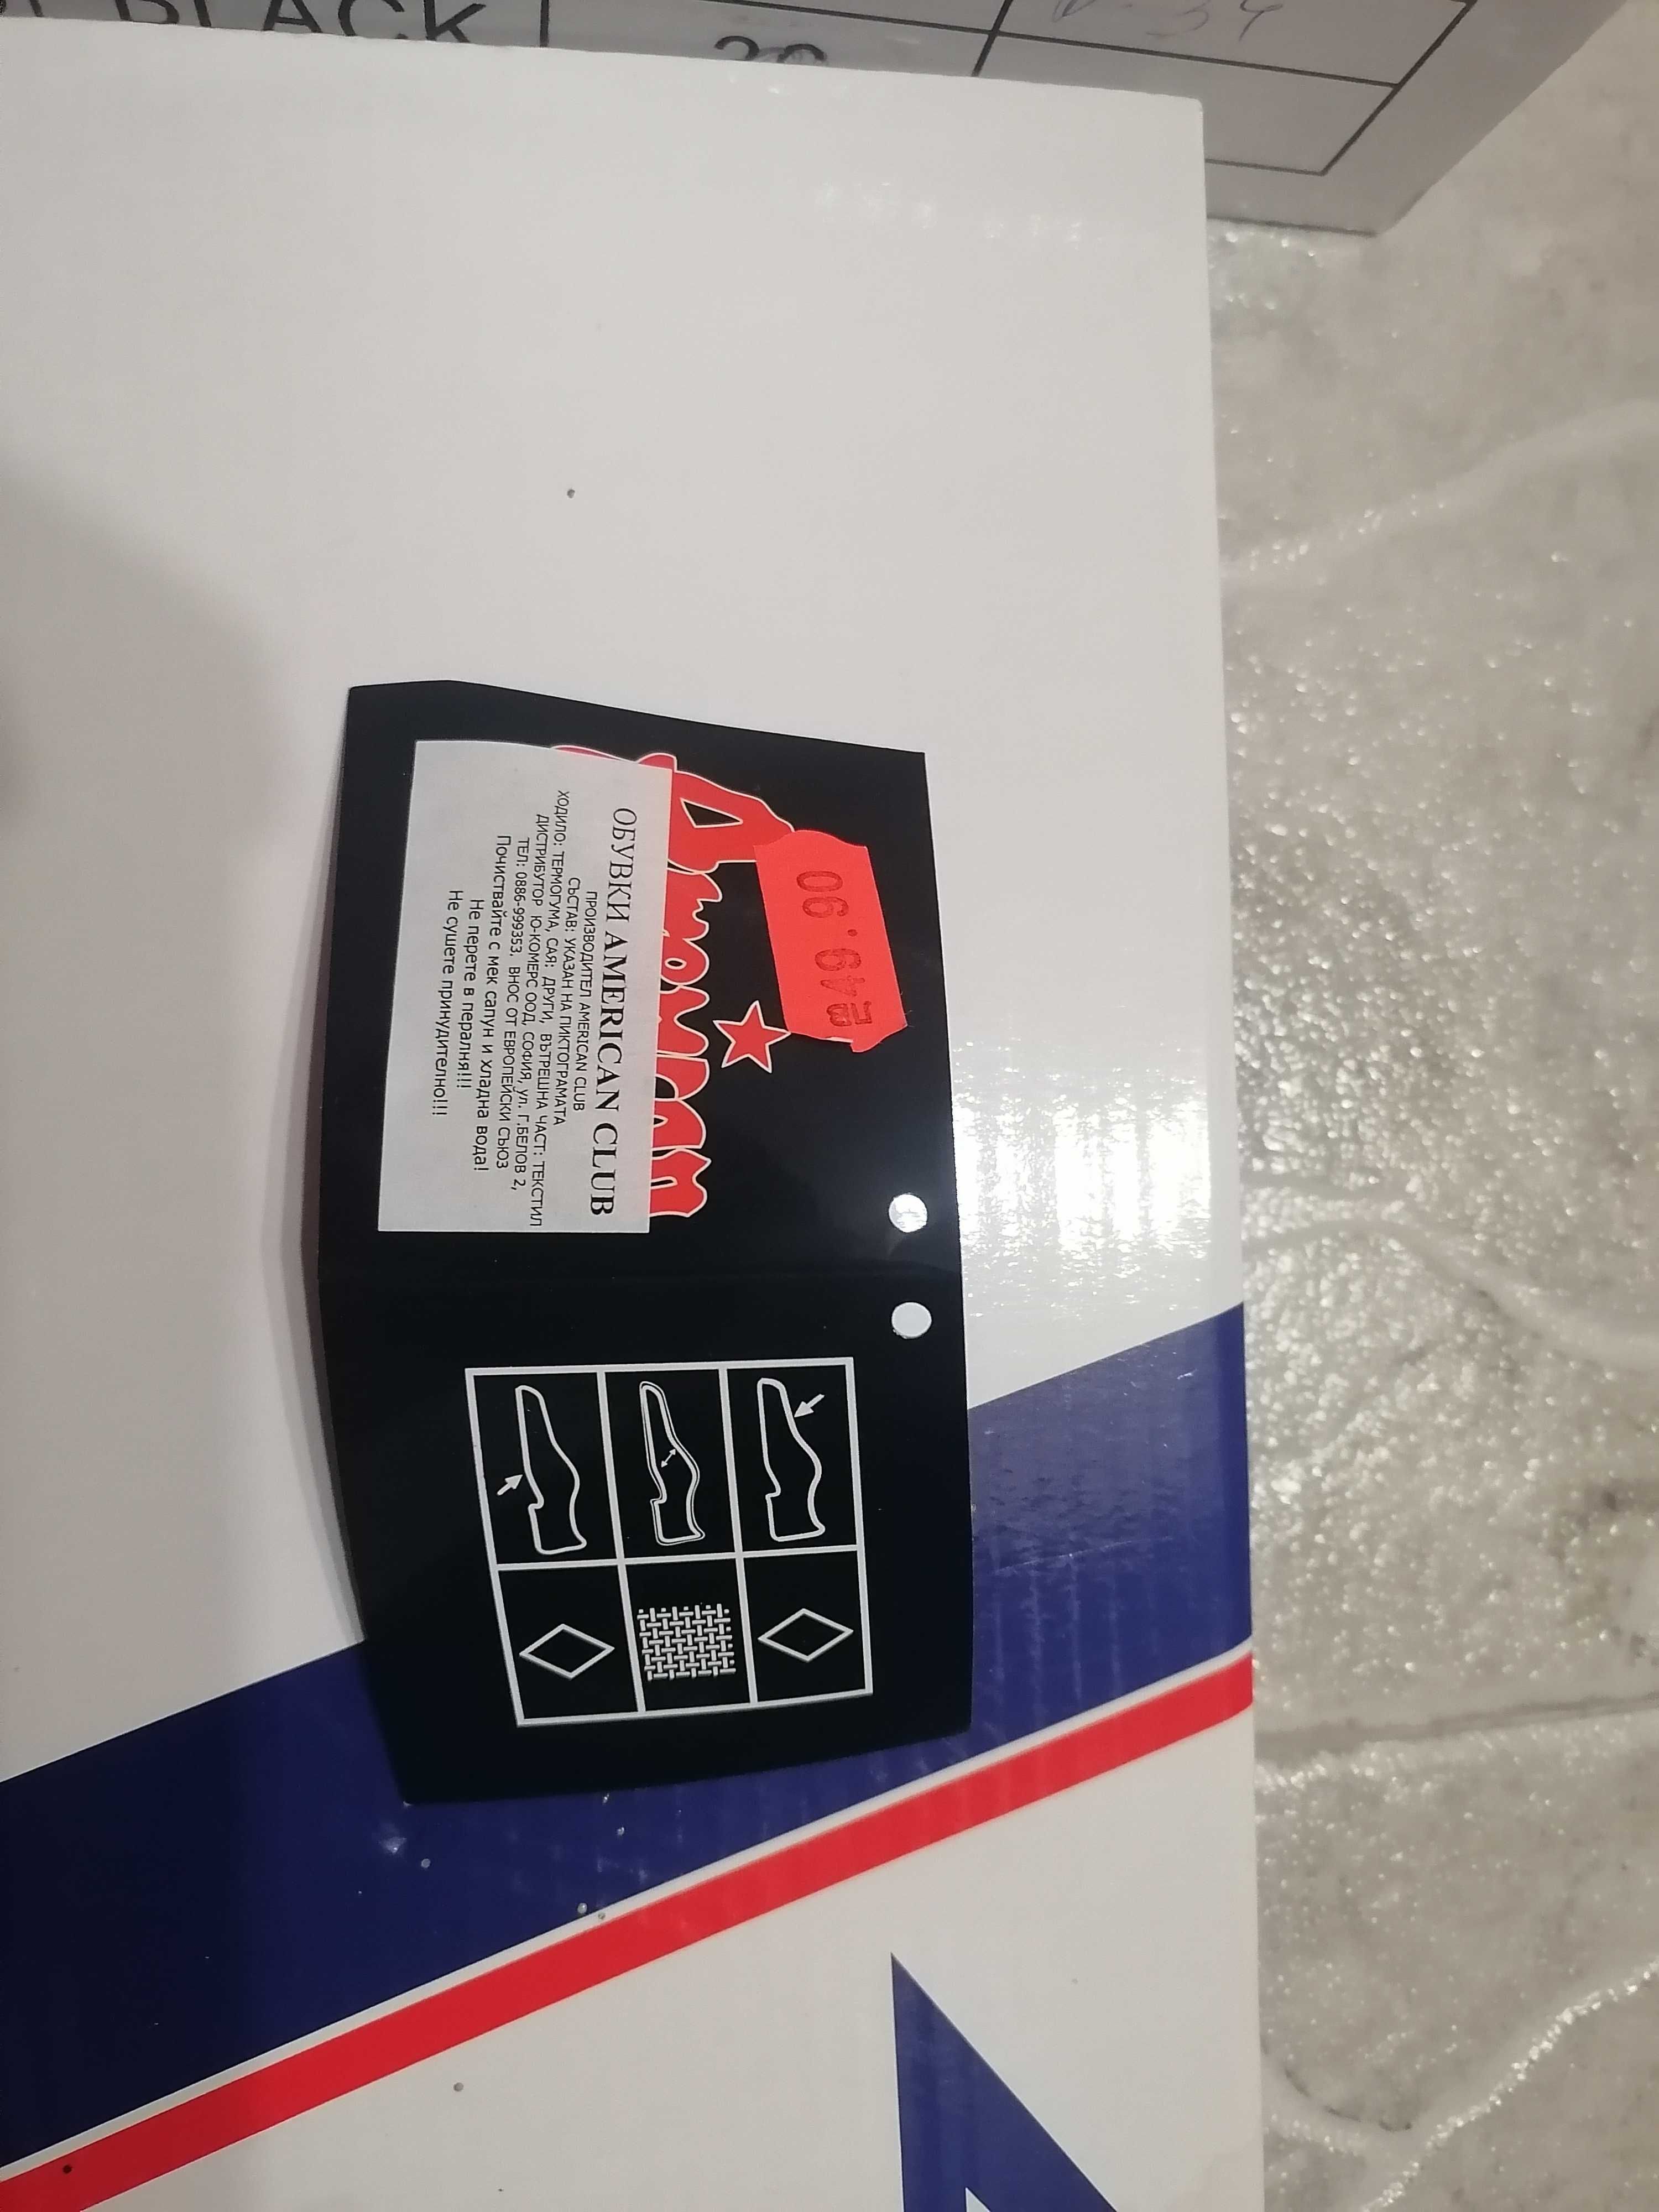 BLACK
49.90
American
ОБУВКИ AMERICAN CLUB
ПРОИЗВОДИТЕЛ AMERICAN CLUB
СЪСТАВ: УКАЗАН НА ПИКТОГРАМАТА
ХОДИЛО: ТЕРМОГУМА, САЯ: ДРУГИ, ВЪТРЕШНА ЧАСТ: ТЕКСТИЛ
ДИСТРИБУТОР Ю-КОМЕРС ООД, СОФИЯ, ул. Г.БЕЛОВ 2,
ТЕЛ: 0886-999353. ВНОС ОТ ЕВРОПЕЙСКИ СЪЮЗ
Почиствайте с мек сапун и хладна вода!
Не перете в пералня!!!
Не сушете принудително!!!